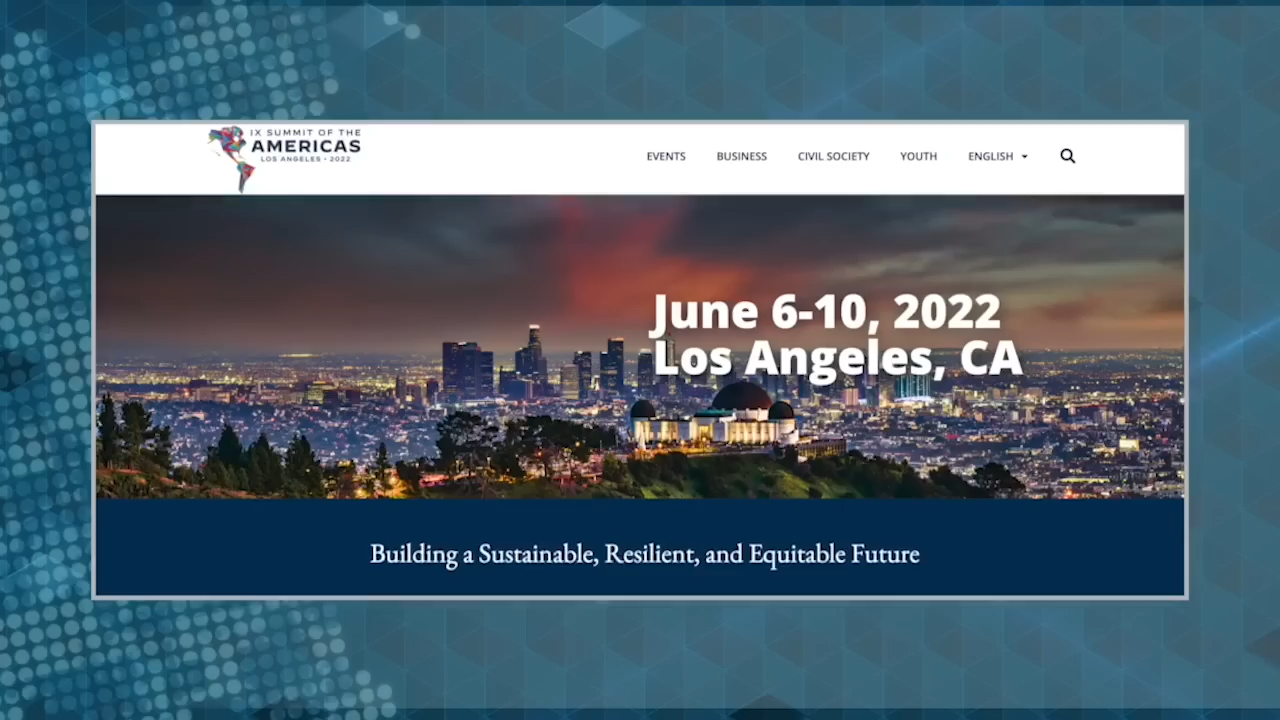 IX SUMMIT OF THE
AMERICAS
LOS ANGELES • 2022
EVENTS BUSINESS CIVIL SOCIETY YOUTH ENGLISH
June 6-10, 2022
Los Angeles, CA
Building a Sustainable, Resilient, and Equitable Future